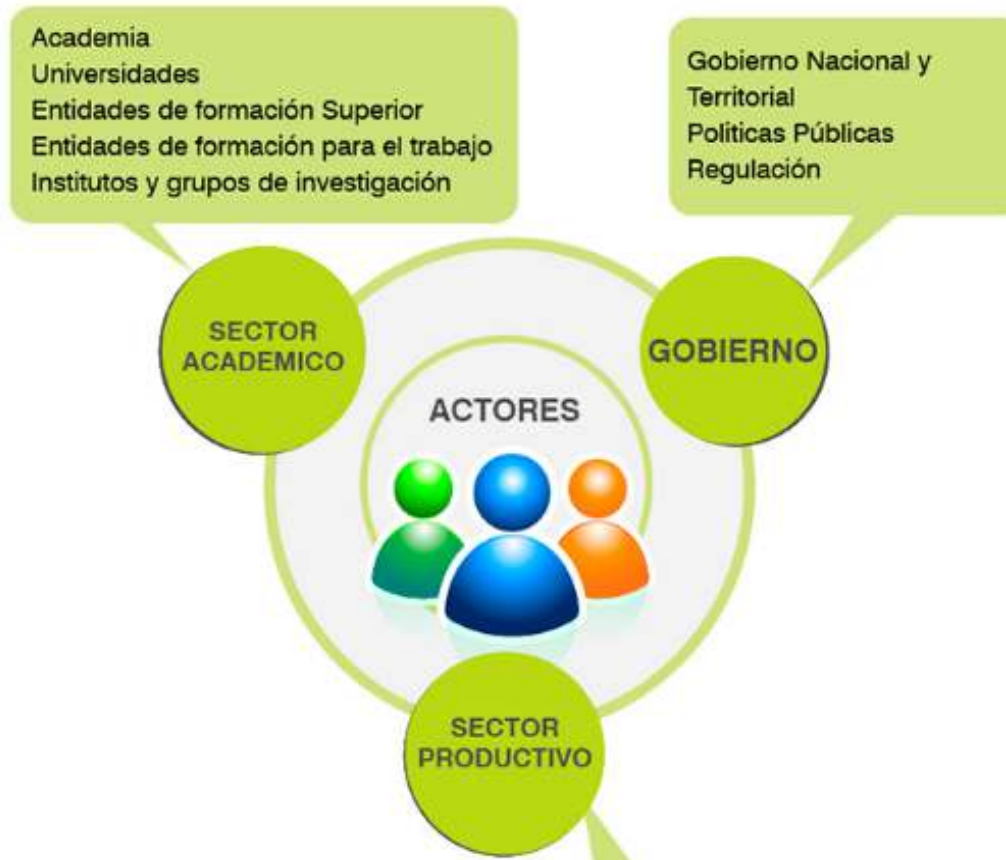 Academia
Universidades
Entidades de formación Superior
Entidades de formación para el trabajo
Institutos y grupos de investigación
Gobierno Nacional y
Territorial
Politicas Públicas
Regulación
SECTOR
ACADEMICO
GOBIERNO
ACTORES
SECTOR
PRODUCTIVO